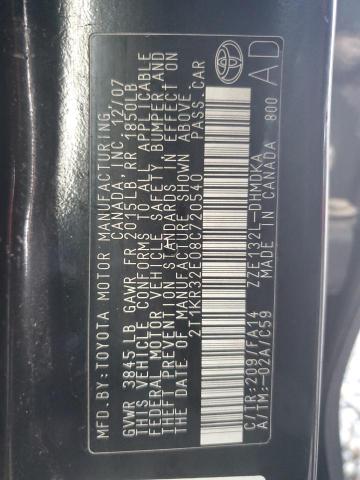 MFD.BY:TOYOTA MOTOR MANUFACTURING
CANADA, INC. 12/07
GVWR 3845LB GAWR FR 2015LB RR 1850LB
THIS VEHICLE CONFORMS TO ALL APPLICABLE
FEDERAL MOTOR VEHICLE SAFETY, BUMPER AND
THEFT PREVENTION STANDARDS IN EFFECT ON
THE DATE OF MANUFACTURE SHOWN ABOVE.
2T1KR32E08C720540 PASS.CAR
C/TR:209/FA14 ZZE132L-DHMDKA
A/TM:-02A/C59 MADE IN CANADA 800
TOYOTA
AD